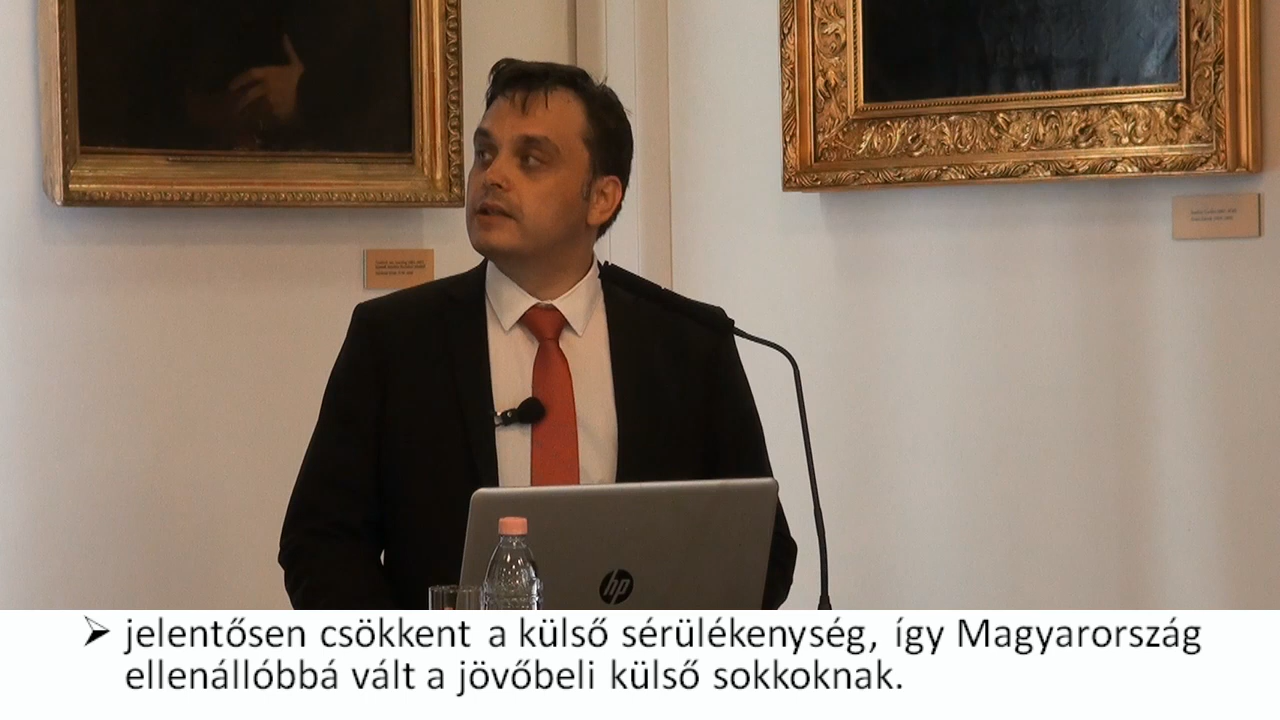 hp
➢ jelentősen csökkent a külső sérülékenység, így Magyarország
ellenállóbbá vált a jövőbeli külső sokkoknak.